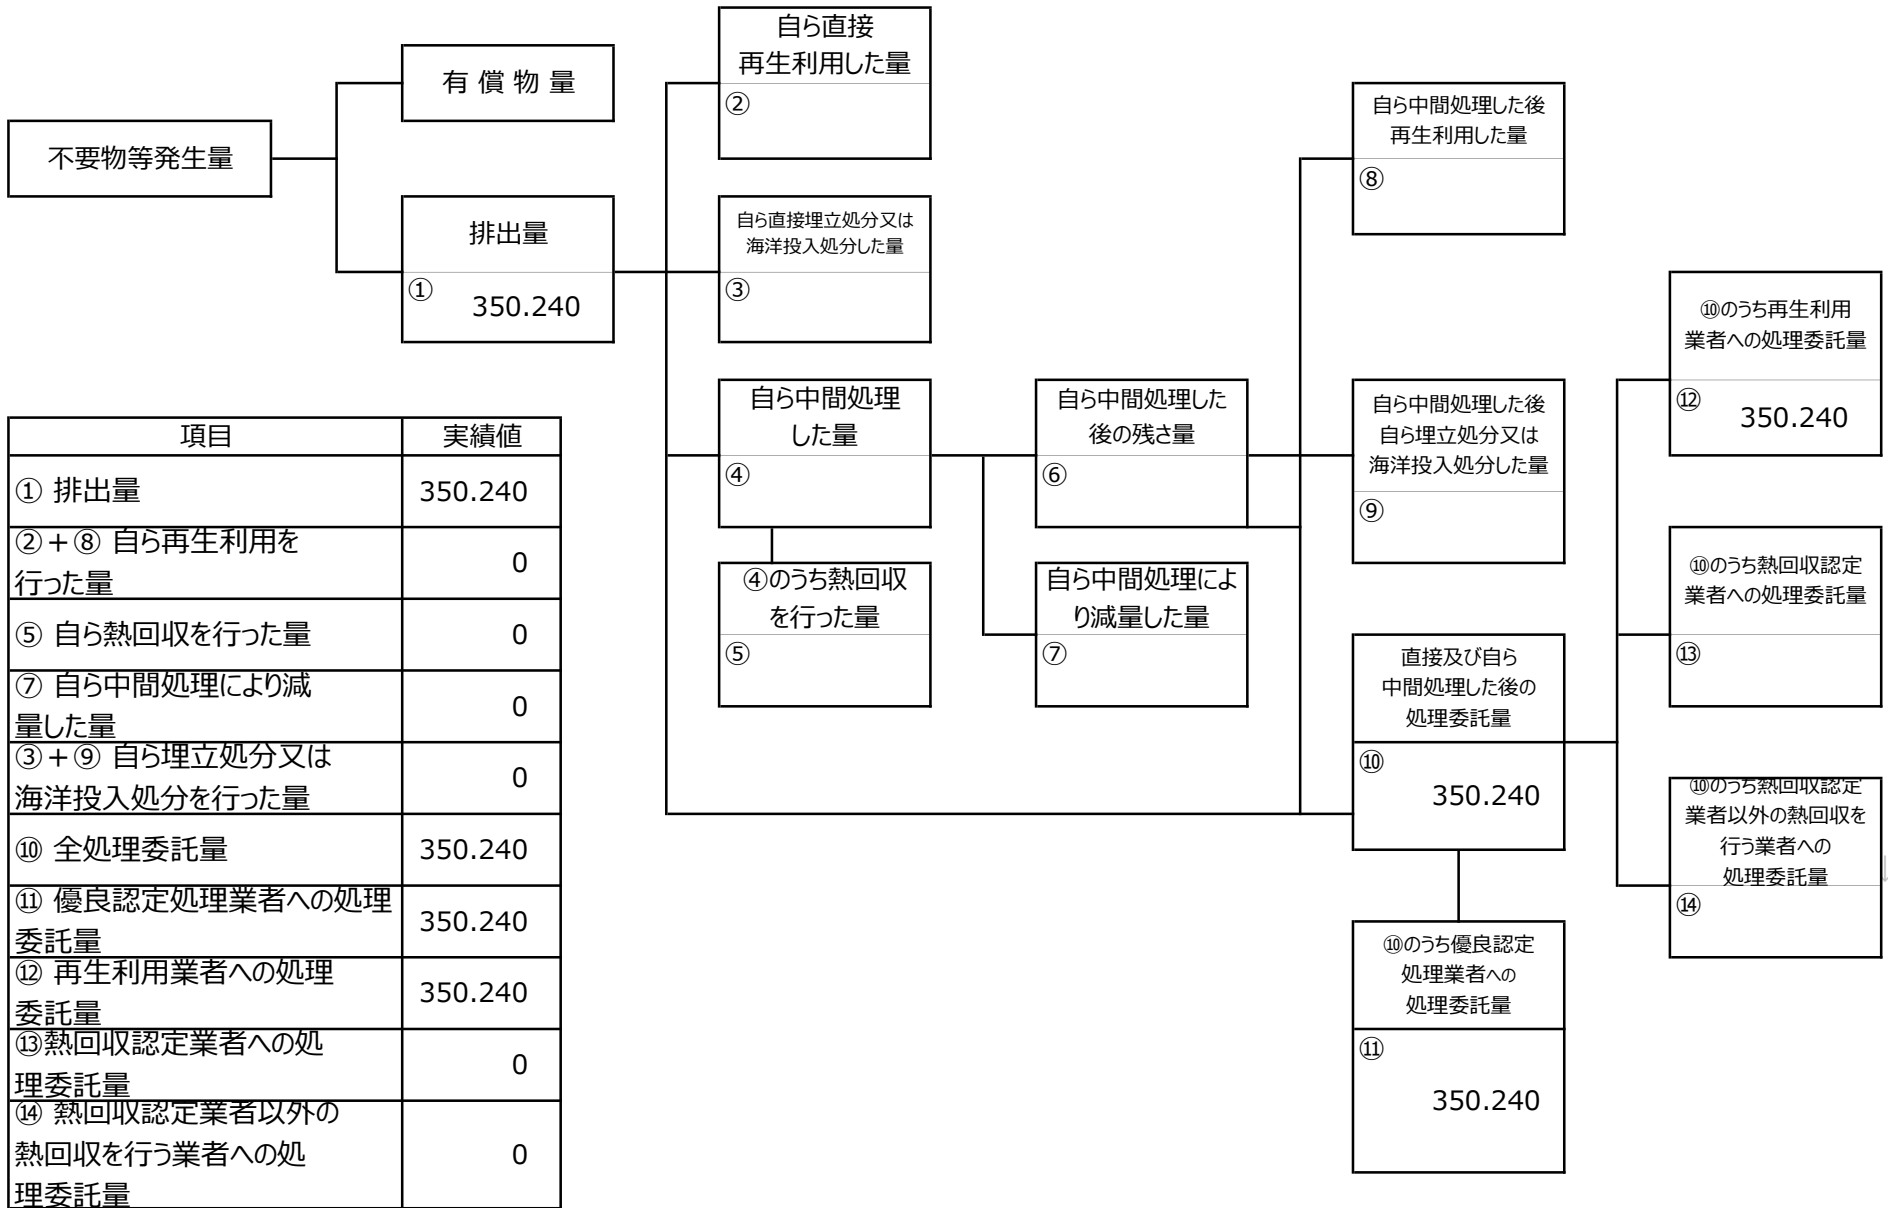 不要物等発生量
有償物量
排出量
①
350.240
自ら直接
再生利用した量
②
自ら直接埋立処分又は
海洋投入処分した量
③
自ら中間処理
した量
④
④のうち熱回収
を行った量
⑤
自ら中間処理した
後の残さ量
⑥
自ら中間処理によ
り減量した量
⑦
自ら中間処理した後
再生利用した量
⑧
自ら中間処理した後
自ら埋立処分又は
海洋投入処分した量
⑨
直接及び自ら
中間処理した後の
処理委託量
⑩
350.240
⑩のうち優良認定
処理業者への
処理委託量
⑪
350.240
⑩のうち再生利用
業者への処理委託量
⑫
350.240
⑩のうち熱回収認定
業者への処理委託量
⑬
⑩のうち熱回収認定
業者以外の熱回収を
行う業者への
処理委託量
⑭
↓
項目 実績値
① 排出量 350.240
②+⑧ 自ら再生利用を
行った量 0
⑤ 自ら熱回収を行った量 0
⑦ 自ら中間処理により減
量した量 0
③+⑨ 自ら埋立処分又は
海洋投入処分を行った量 0
⑩ 全処理委託量 350.240
⑪ 優良認定処理業者への処理
委託量 350.240
⑫ 再生利用業者への処理
委託量 350.240
⑬熱回収認定業者への処
理委託量 0
⑭ 熱回収認定業者以外の
熱回収を行う業者への処
理委託量 0